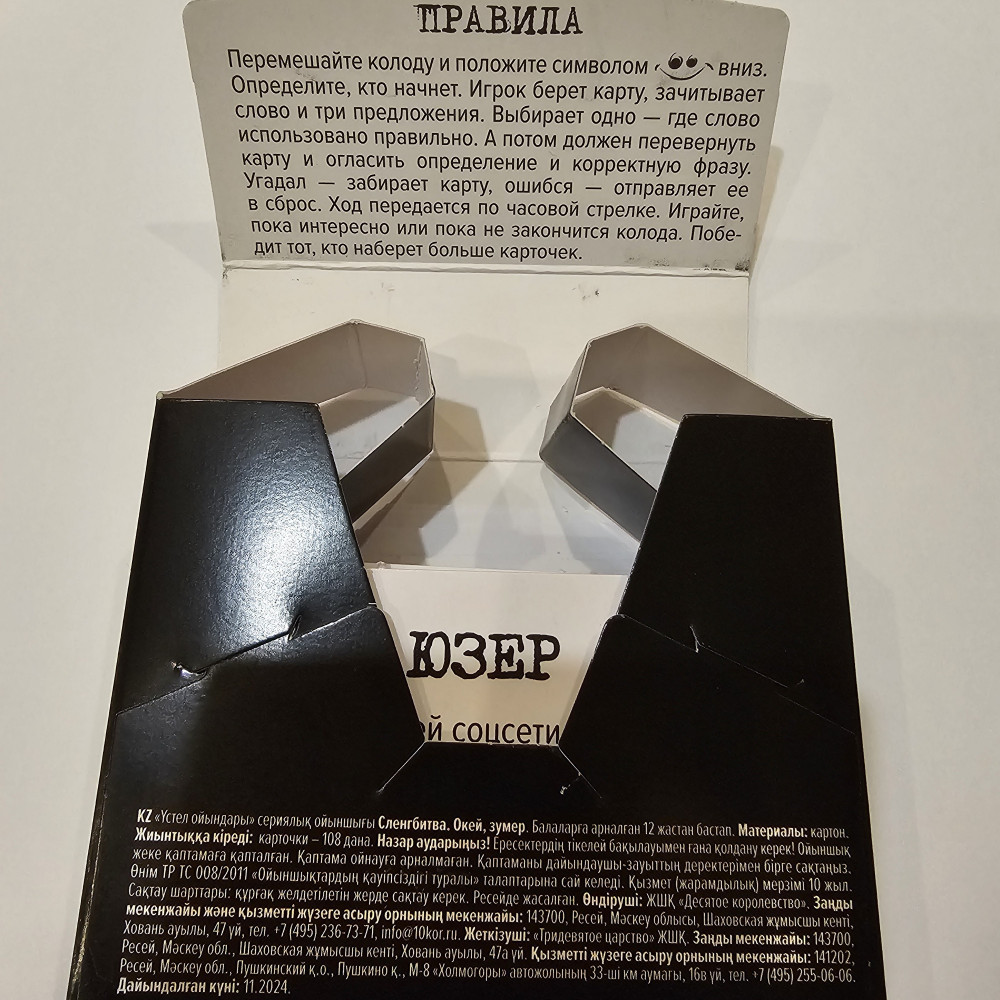 ПРАВИЛА
Перемешайте колоду и положите символом вниз.
Определите, кто начнет. Игрок берет карту, зачитывает
слово и три предложения. Выбирает одно — где слово
использовано правильно. А потом должен перевернуть
карту и огласить определение и корректную фразу.
Угадал — забирает карту, ошибся — отправляет ее
в сброс. Ход передается по часовой стрелке. Играйте,
пока интересно или пока не закончится колода. Побе-
дит тот, кто наберет больше карточек.
ЮЗЕР
ей соцсети
KZ «Үстел ойындары» сериялық ойыншығы Сленгбитва. Окей, зумер. Балаларға арналған 12 жастан бастап. Материалы: картон.
Жиынтыққа кіреді: карточки – 108 дана. Назар аударыңыз! Ересектердің тікелей бақылауымен ғана қолдану керек! Ойыншық
жеке қаптамаға қапталған. Қаптама ойнауға арналмаған. Қаптаманы дайындаушы-зауыттың деректерімен бірге сақтаңыз.
Өнім ТР ТС 008/2011 «Ойыншықтардың қауіпсіздігі туралы» талаптарына сай келеді. Қызмет (жарамдылық) мерзімі 10 жыл.
Сақтау шарттары: құрғақ желдетілетін жерде сақтау керек. Ресейде жасалған. Өндіруші: ЖШҚ «Десятое королевство». Заңды
мекенжайы және қызметті жүзеге асыру орнының мекенжайы: 143700, Ресей, Мәскеу облысы, Шаховская жұмысшы кенті,
Ховань ауылы, 47 үй, тел. +7 (495) 236-73-71, info@10kor.ru. Жеткізуші: «Тридевятое царство» ЖШҚ. Заңды мекенжайы: 143700,
Ресей, Мәскеу обл., Шаховская жұмысшы кенті, Ховань ауылы, 47а үй. Қызметті жүзеге асыру орнының мекенжайы: 141202,
Ресей, Мәскеу обл., Пушкинский қ.о., Пушкино қ., М-8 «Холмогоры» автожолының 33-ші км аумағы, 16в үй, тел. +7 (495) 255-06-06.
Дайындалған күні: 11.2024.